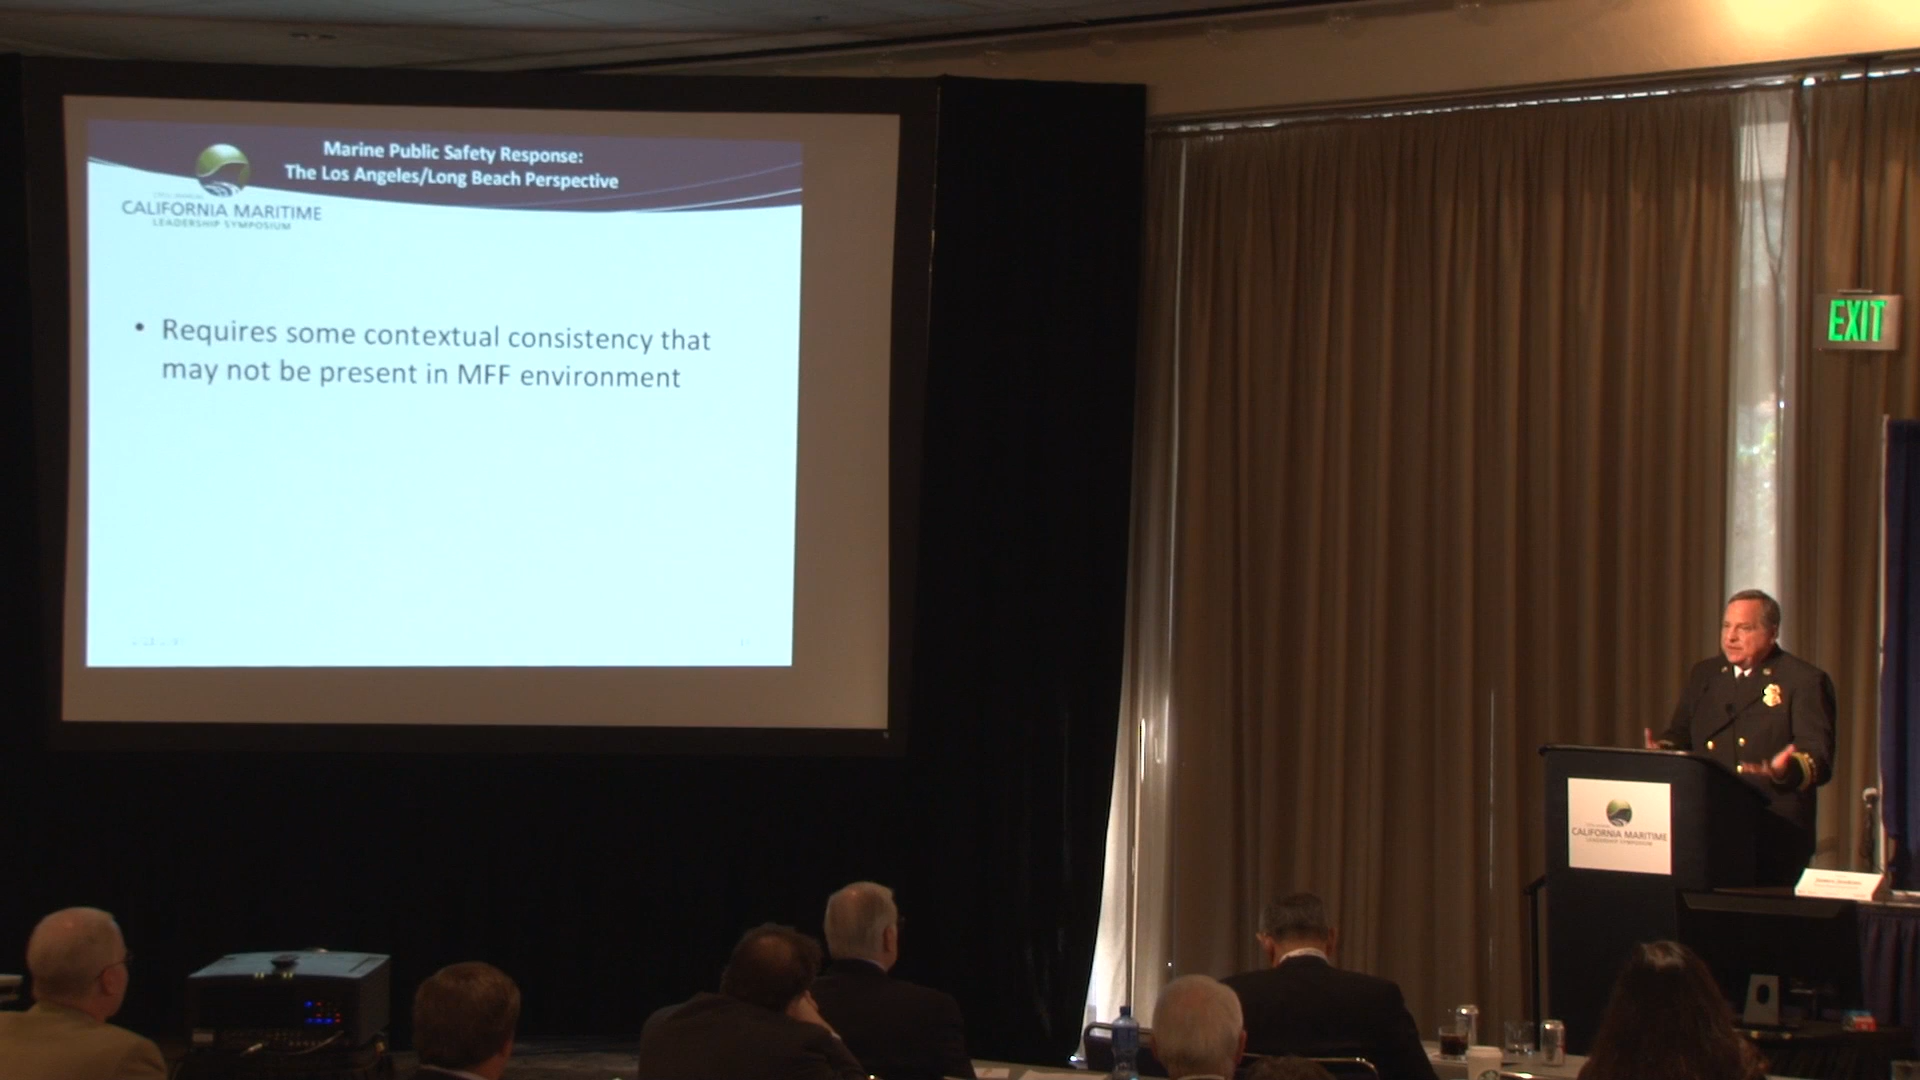 Marine Public Safety Response:
The Los Angeles/Long Beach Perspective
CALIFORNIA MARITIME
LEADERSHIP SYMPOSIUM
• Requires some contextual consistency that
may not be present in MFF environment
EXIT
CALIFORNIA MARITIME
LEADERSHIP SYMPOSIUM